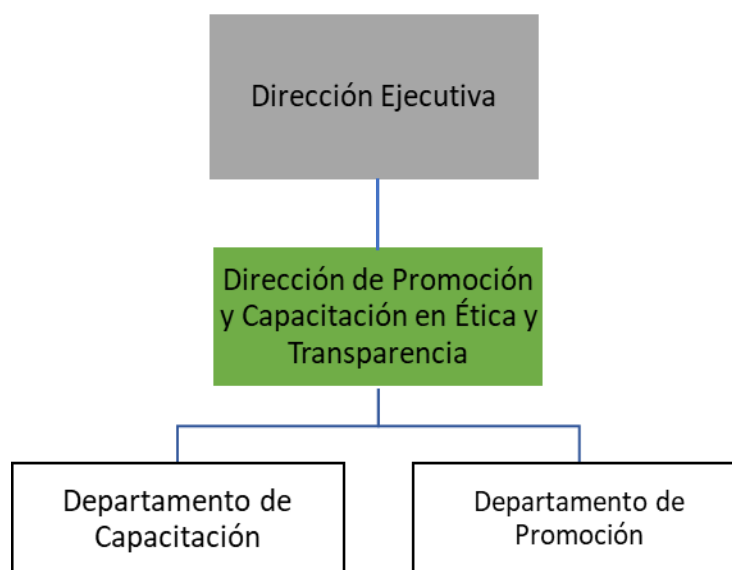 Dirección Ejecutiva
Dirección de Promoción
y Capacitación en Ética y
Transparencia
Departamento de
Capacitación
Departamento de
Promoción